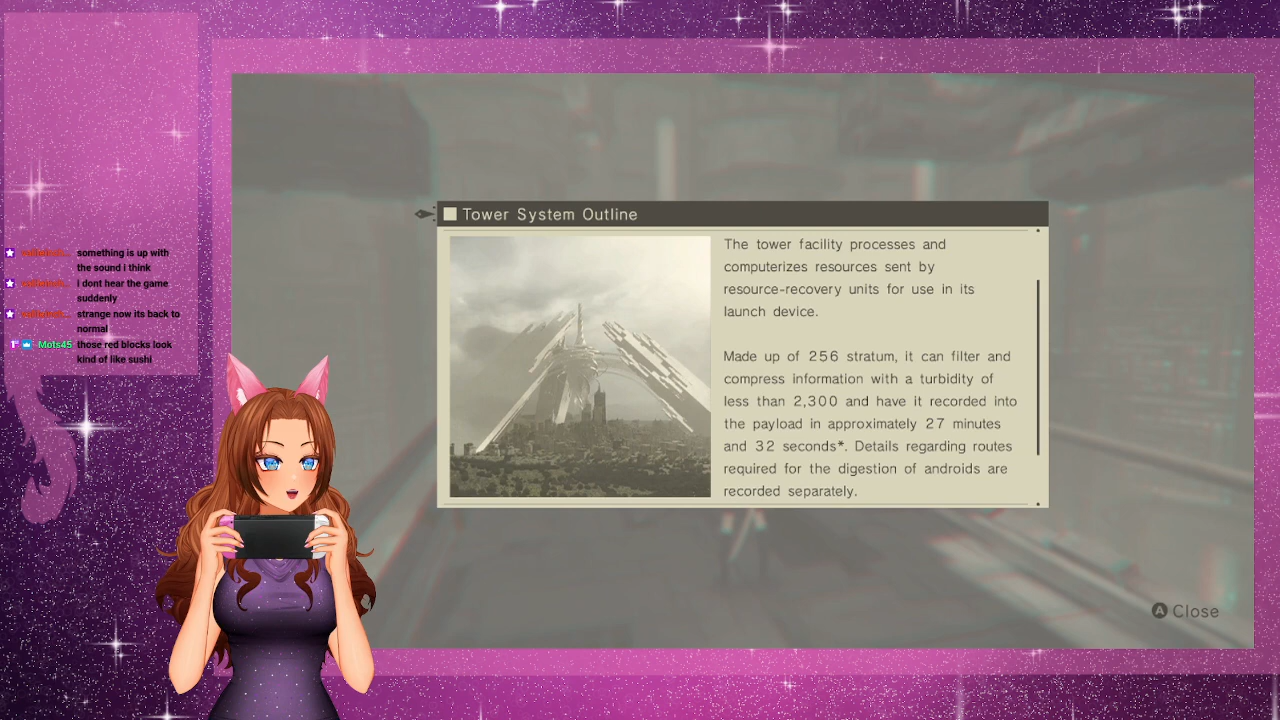 something is up with
the sound i think
i dont hear the game
suddenly
strange now its back to
normal
Mots45 those red blocks look
kind of like sushi
Tower System Outline
The tower facility processes and
computerizes resources sent by
resource-recovery units for use in its
launch device.
Made up of 256 stratum, it can filter and
compress information with a turbidity of
less than 2,300 and have it recorded into
the payload in approximately 27 minutes
and 32 seconds*. Details regarding routes
required for the digestion of androids are
recorded separately.
A Close